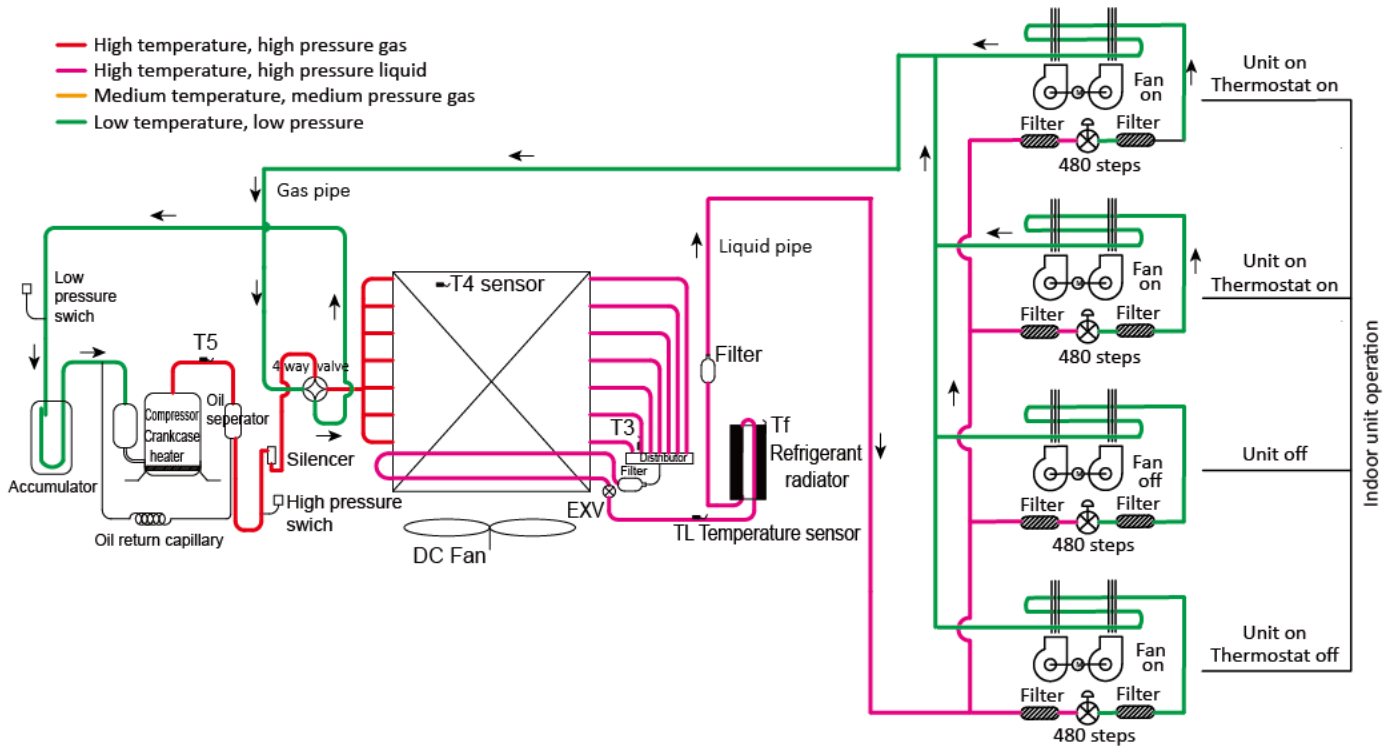 High temperature, high pressure gas
High temperature, high pressure liquid
Medium temperature, medium pressure gas
Low temperature, low pressure
Gas pipe
Liquid pipe
Low
pressure
swich
T5
4 way valve
T4 sensor
Compressor
Crankcase
heater
Oil
seperator
Accumulator
Silencer
High pressure
swich
Oil return capillary
DC Fan
T3
Distributor
Filter
EXV
TL Temperature sensor
Filter
Tf
Refrigerant
radiator
Fan
on
M
Filter
Filter
480 steps
Unit on
Thermostat on
Fan
on
M
Filter
Filter
480 steps
Unit on
Thermostat on
Fan
off
M
Filter
Filter
480 steps
Unit off
Fan
on
M
Filter
Filter
480 steps
Unit on
Thermostat off
Indoor unit operation